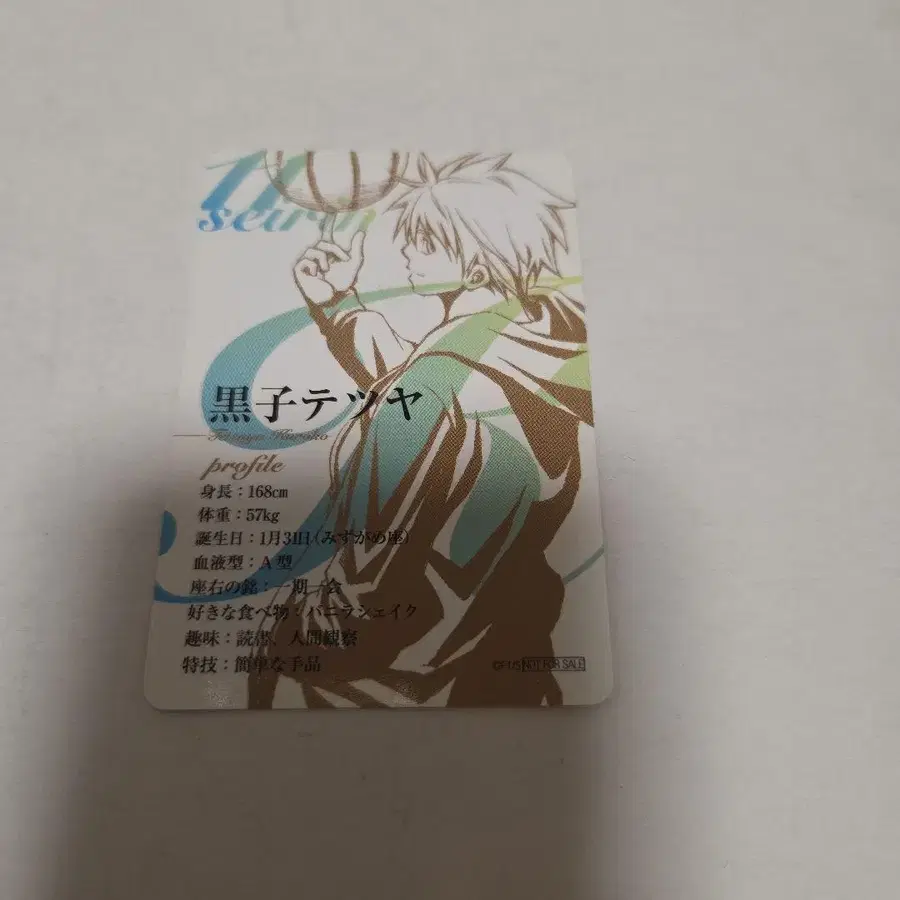 11
seirin
黒子テツヤ
Tetsuya Kuroko
profile
身長：168cm
体重：57kg
誕生日：1月31日（みずがめ座）
血液型：A型
座右の銘：一期一会
好きな食べ物：バニラシェイク
趣味：読書、人間観察
特技：簡単な手品
NOT FOR SALE